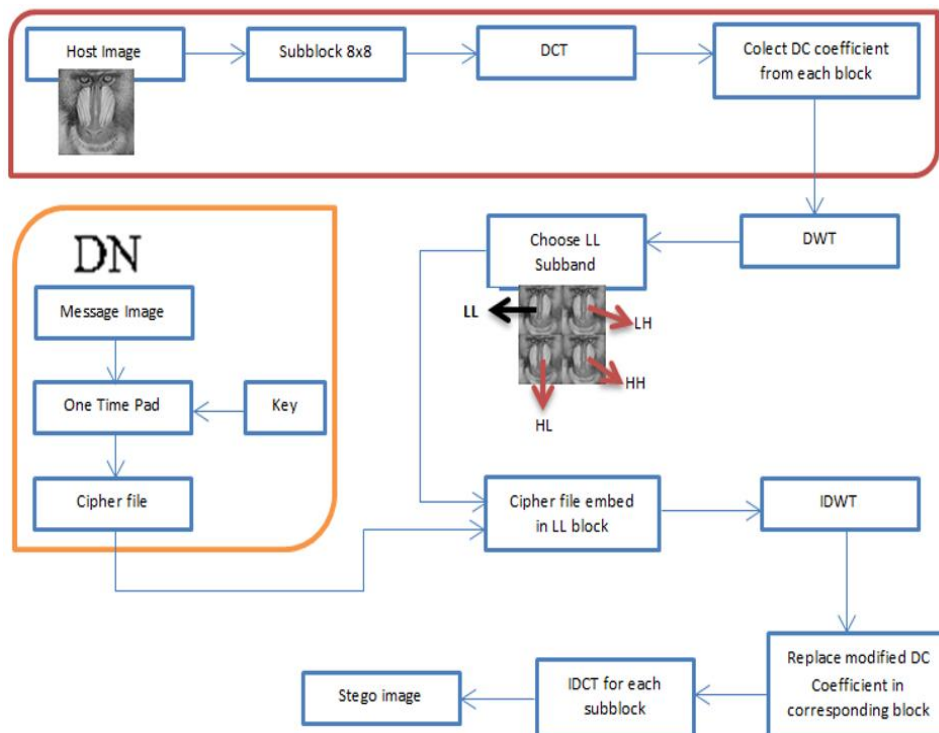 Host Image
Subblock 8x8
DCT
Colect DC coefficient
from each block
DWT
Choose LL
Subband
LL
LH
HH
HL
DN
Message Image
One Time Pad
Key
Cipher file
Cipher file embed
in LL block
IDWT
Replace modified DC
Coefficient in
corresponding block
IDCT for each
subblock
Stego image